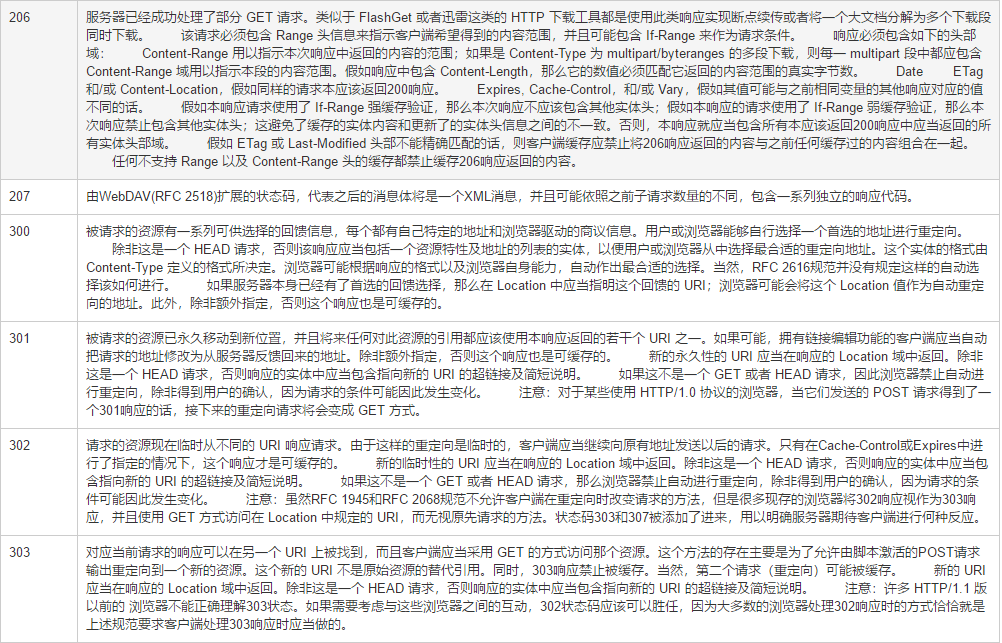 206 服务器已经成功处理了部分 GET 请求。类似于 FlashGet 或者迅雷这类的 HTTP 下载工具都是使用此类响应实现断点续传或者将一个大文档分解为多个下载段
同时下载。 该请求必须包含 Range 头信息来指示客户端希望得到的内容范围，并且可能包含 If-Range 来作为请求条件。 响应必须包含如下的头部
域： Content-Range 用以指示本次响应中返回的内容的范围；如果是 Content-Type 为 multipart/byteranges 的多段下载，则每一 multipart 段中都应包含
Content-Range 域用以指示本段的内容范围。假如响应中包含 Content-Length，那么它的数值必须匹配它返回的内容范围的真实字节数。 Date ETag
和/或 Content-Location，假如同样的请求本应该返回200响应。 Expires, Cache-Control，和/或 Vary，假如其值可能与之前相同变量的其他响应对应的值
不同的话。 假如本响应请求使用了 If-Range 强缓存验证，那么本次响应不应该包含其他实体头；假如本响应的请求使用了 If-Range 弱缓存验证，那么本
次响应禁止包含其他实体头；这避免了缓存的实体内容和更新了的实体头信息之间的不一致。否则，本响应就应当包含所有本应该返回200响应中应当返回的所
有实体头部域。 假如 ETag 或 Last-Modified 头部不能精确匹配的话，则客户端缓存应禁止将206响应返回的内容与之前任何缓存过的内容组合在一起。
任何不支持 Range 以及 Content-Range 头的缓存都禁止缓存206响应返回的内容。
207 由WebDAV(RFC 2518)扩展的状态码，代表之后的消息体将是一个XML消息，并且可能依照之前子请求数量的不同，包含一系列独立的响应代码。
300 被请求的资源有一系列可供选择的回馈信息，每个都有自己特定的地址和浏览器驱动的商议信息。用户或浏览器能够自行选择一个首选的地址进行重定向。
除非这是一个 HEAD 请求，否则该响应应当包括一个资源特性及地址的列表的实体，以便用户或浏览器从中选择最合适的重定向地址。这个实体的格式由
Content-Type 定义的格式所决定。浏览器可能根据响应的格式以及浏览器自身能力，自动作出最合适的选择。当然，RFC 2616规范并没有规定这样的自动选
择该如何进行。 如果服务器本身已经有了首选的回馈选择，那么在 Location 中应当指明这个回馈的 URI；浏览器可能会将这个 Location 值作为自动重定
向的地址。此外，除非额外指定，否则这个响应也是可缓存的。
301 被请求的资源已永久移动到新位置，并且将来任何对此资源的引用都应该使用本响应返回的若干个 URI 之一。如果可能，拥有链接编辑功能的客户端应当自动
把请求的地址修改为从服务器反馈回来的地址。除非额外指定，否则这个响应也是可缓存的。 新的永久性的 URI 应当在响应的 Location 域中返回。除非
这是一个 HEAD 请求，否则响应的实体中应当包含指向新的 URI 的超链接及简短说明。 如果这不是一个 GET 或者 HEAD 请求，因此浏览器禁止自动进
行重定向，除非得到用户的确认，因为请求的条件可能因此发生变化。 注意：对于某些使用 HTTP/1.0 协议的浏览器，当它们发送的 POST 请求得到了一
个301响应的话，接下来的重定向请求将会变成 GET 方式。
302 请求的资源现在临时从不同的 URI 响应请求。由于这样的重定向是临时的，客户端应当继续向原有地址发送以后的请求。只有在Cache-Control或Expires中进
行了指定的情况下，这个响应才是可缓存的。 新的临时性的 URI 应当在响应的 Location 域中返回。除非这是一个 HEAD 请求，否则响应的实体中应当包
含指向新的 URI 的超链接及简短说明。 如果这不是一个 GET 或者 HEAD 请求，那么浏览器禁止自动进行重定向，除非得到用户的确认，因为请求的条
件可能因此发生变化。 注意：虽然RFC 1945和RFC 2068规范不允许客户端在重定向时改变请求的方法，但是很多现存的浏览器将302响应视作为303响
应，并且使用 GET 方式访问在 Location 中规定的 URI，而无视原先请求的方法。状态码303和307被添加了进来，用以明确服务器期待客户端进行何种反应。
303 对应当前请求的响应可以在另一个 URI 上被找到，而且客户端应当采用 GET 的方式访问那个资源。这个方法的存在主要是为了允许由脚本激活的POST请求
输出重定向到一个新的资源。这个新的 URI 不是原始资源的替代引用。同时，303响应禁止被缓存。当然，第二个请求（重定向）可能被缓存。 新的 URI
应当在响应的 Location 域中返回。除非这是一个 HEAD 请求，否则响应的实体中应当包含指向新的 URI 的超链接及简短说明。 注意：许多 HTTP/1.1 版
以前的 浏览器不能正确理解303状态。如果需要考虑与这些浏览器之间的互动，302状态码应该可以胜任，因为大多数的浏览器处理302响应时的方式恰恰就是
上述规范要求客户端处理303响应时应当做的。